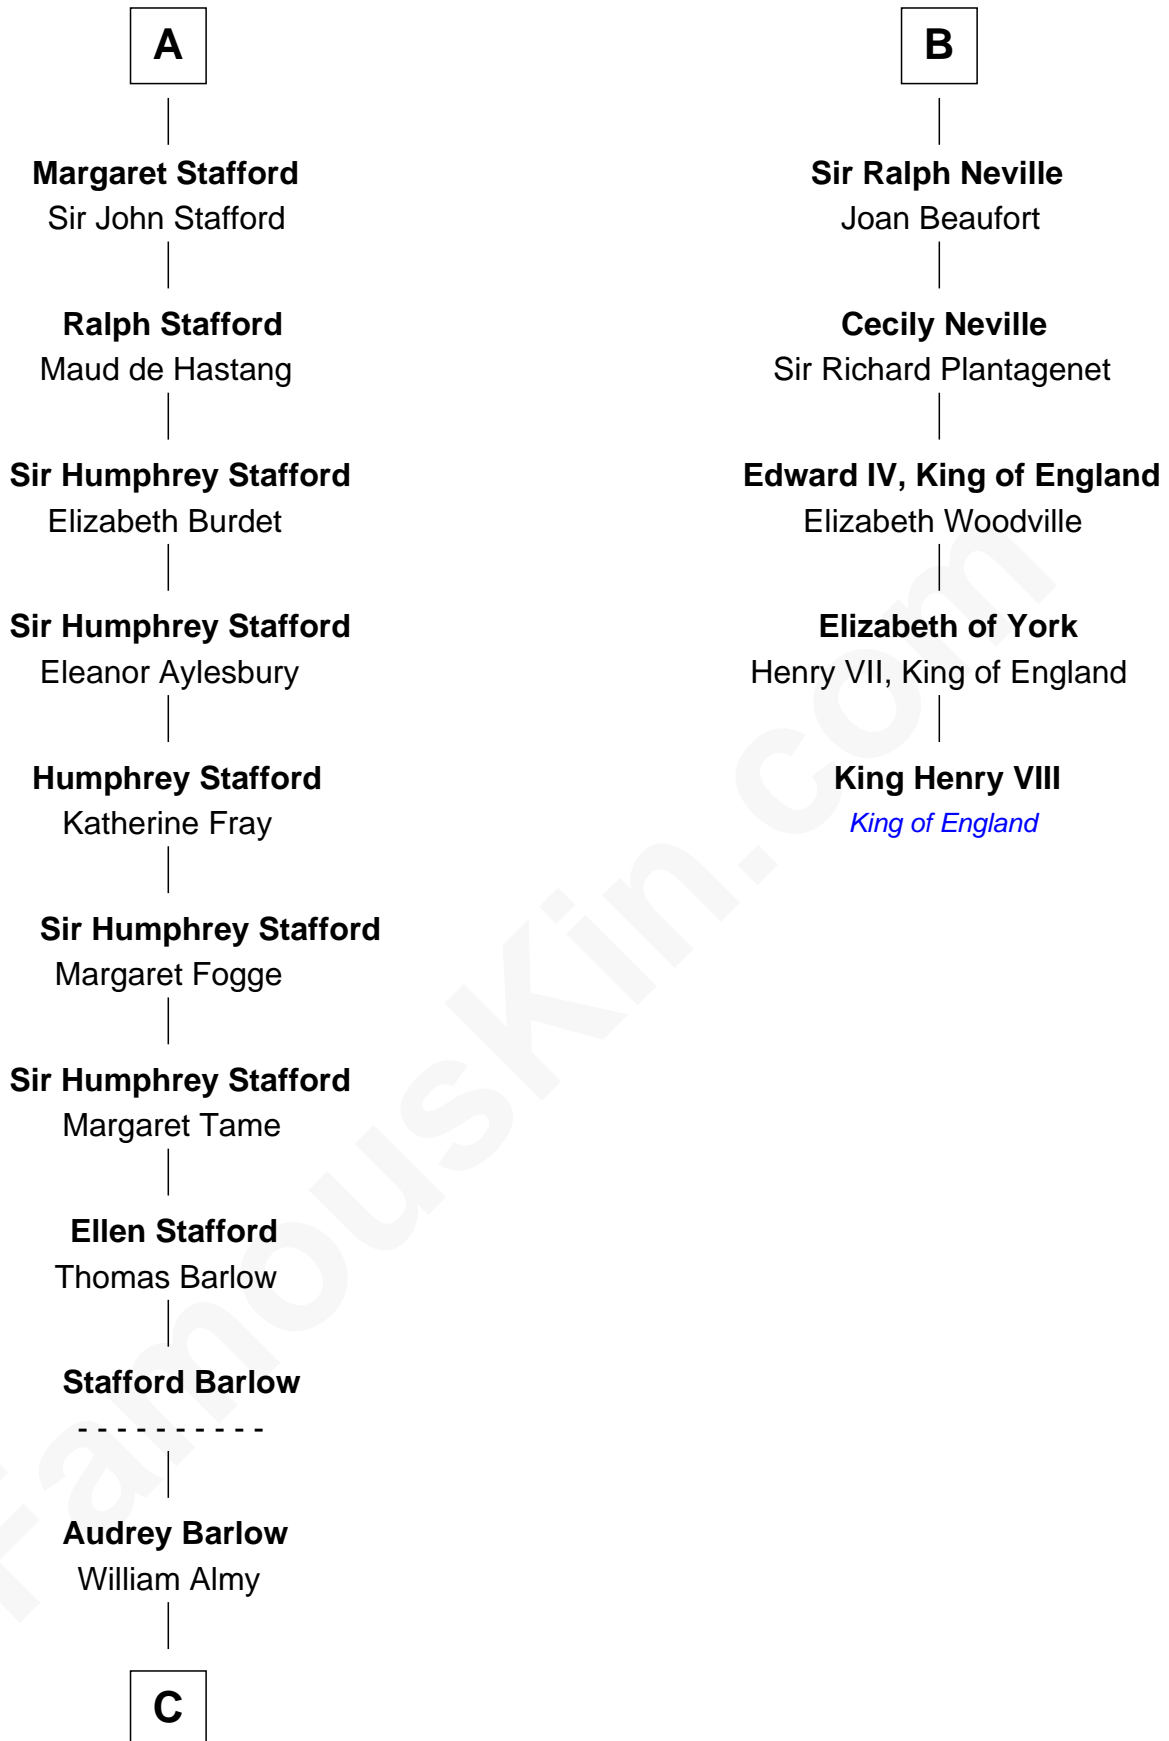 A
Margaret Stafford
Sir John Stafford
Ralph Stafford
Maud de Hastang
Sir Humphrey Stafford
Elizabeth Burdet
Sir Humphrey Stafford
Eleanor Aylesbury
Humphrey Stafford
Katherine Fray
Sir Humphrey Stafford
Margaret Fogge
Sir Humphrey Stafford
Margaret Tame
Ellen Stafford
Thomas Barlow
Stafford Barlow
- - - - - - - - - -
Audrey Barlow
William Almy
C
B
Sir Ralph Neville
Joan Beaufort
Cecily Neville
Sir Richard Plantagenet
Edward IV, King of England
Elizabeth Woodville
Elizabeth of York
Henry VII, King of England
King Henry VIII
King of England
FamousKin.com